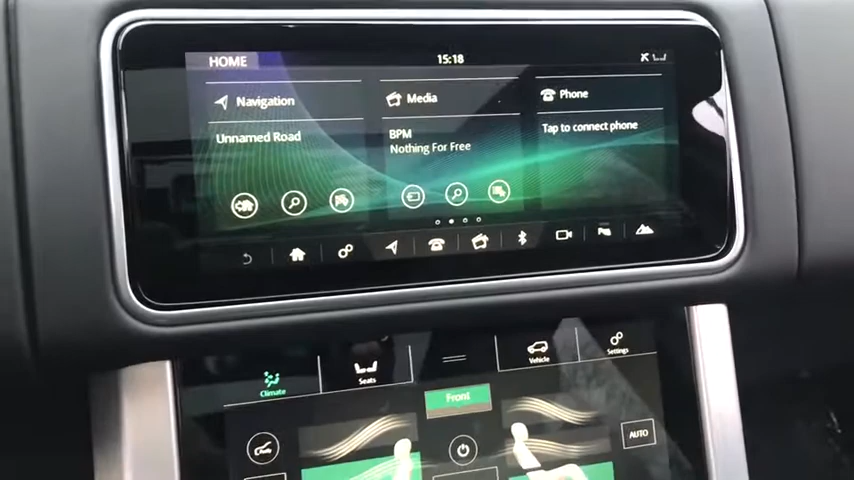 HOME
15:18
Navigation
Media
Phone
Unnamed Road
BPM
Nothing For Free
Tap to connect phone
Climate
Seats
Vehicle
Settings
Front
AUTO